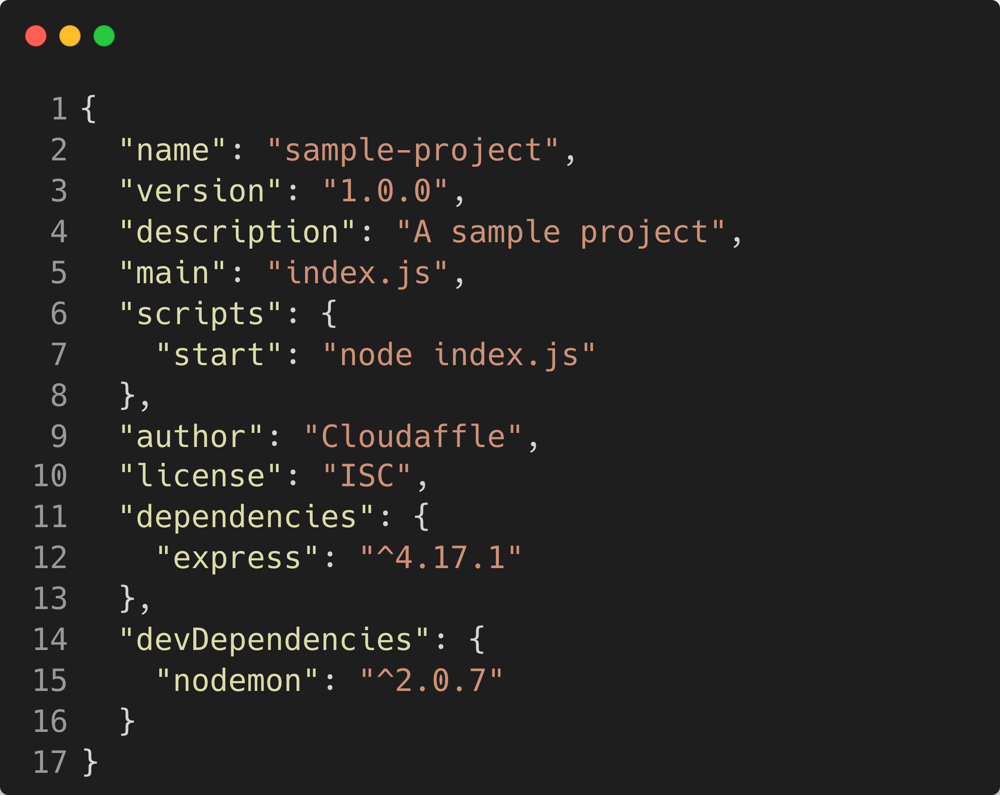 1 {
2   "name": "sample-project",
3   "version": "1.0.0",
4   "description": "A sample project",
5   "main": "index.js",
6   "scripts": {
7     "start": "node index.js"
8   },
9   "author": "Cloudaffle",
10   "license": "ISC",
11   "dependencies": {
12     "express": "^4.17.1"
13   },
14   "devDependencies": {
15     "nodemon": "^2.0.7"
16   }
17 }